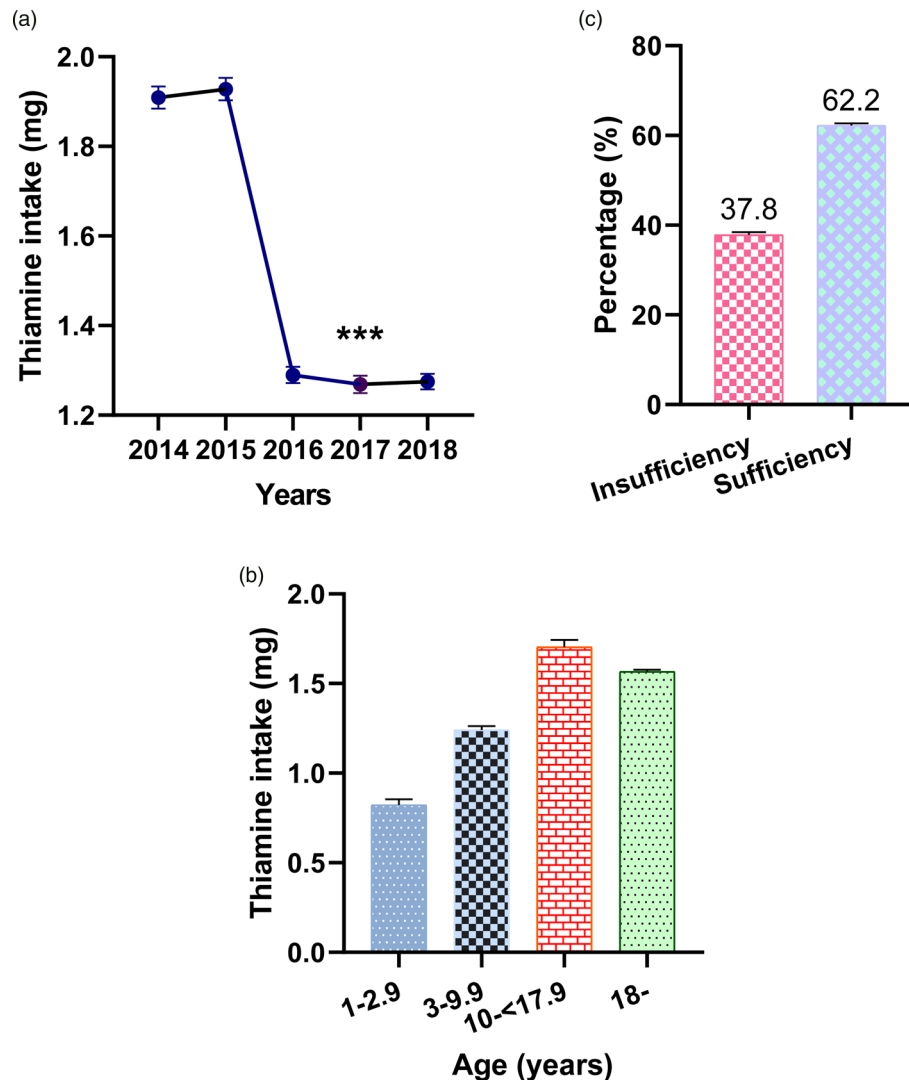 (a)
Thiamine intake (mg)
2.0
1.8
1.6
1.4
1.2
***
2014 2015 2016 2017 2018
Years
(c)
Percentage (%)
80
60
40
20
0
37.8
62.2
Insufficiency
Sufficiency
(b)
Thiamine intake (mg)
2.0
1.5
1.0
0.5
0.0
1-2.9
3-9.9
10-<17.9
18-
Age (years)